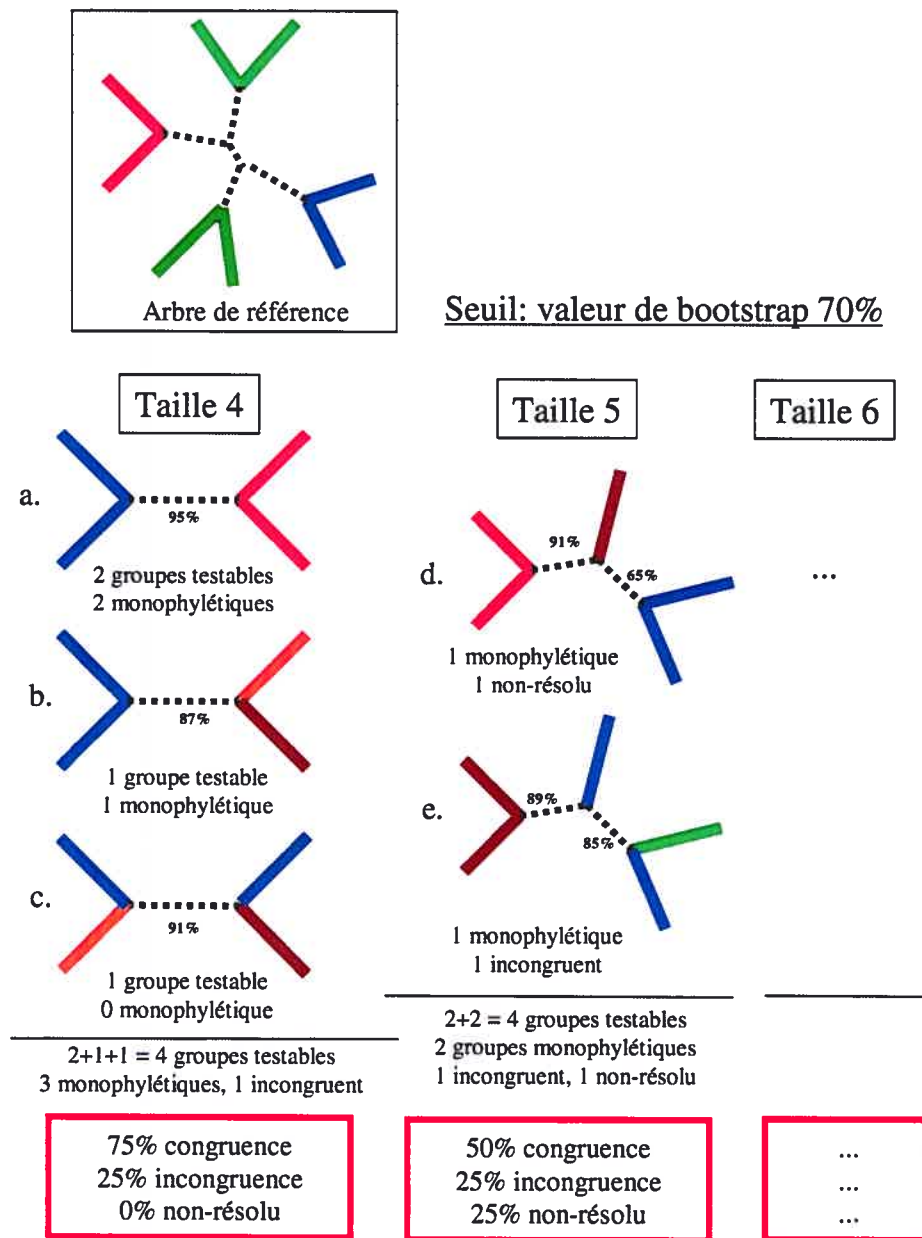 Arbre de référence
Seuil: valeur de bootstrap 70%
Taille 4
a.
95%
2 groupes testables
2 monophylétiques
b.
87%
1 groupe testable
1 monophylétique
c.
91%
1 groupe testable
0 monophylétique
2+1+1 = 4 groupes testables
3 monophylétiques, 1 incongruent
75% congruence
25% incongruence
0% non-résolu
Taille 5
d.
91%
65%
1 monophylétique
1 non-résolu
e.
89%
85%
1 monophylétique
1 incongruent
2+2 = 4 groupes testables
2 groupes monophylétiques
1 incongruent, 1 non-résolu
50% congruence
25% incongruence
25% non-résolu
Taille 6
...
...
...
...